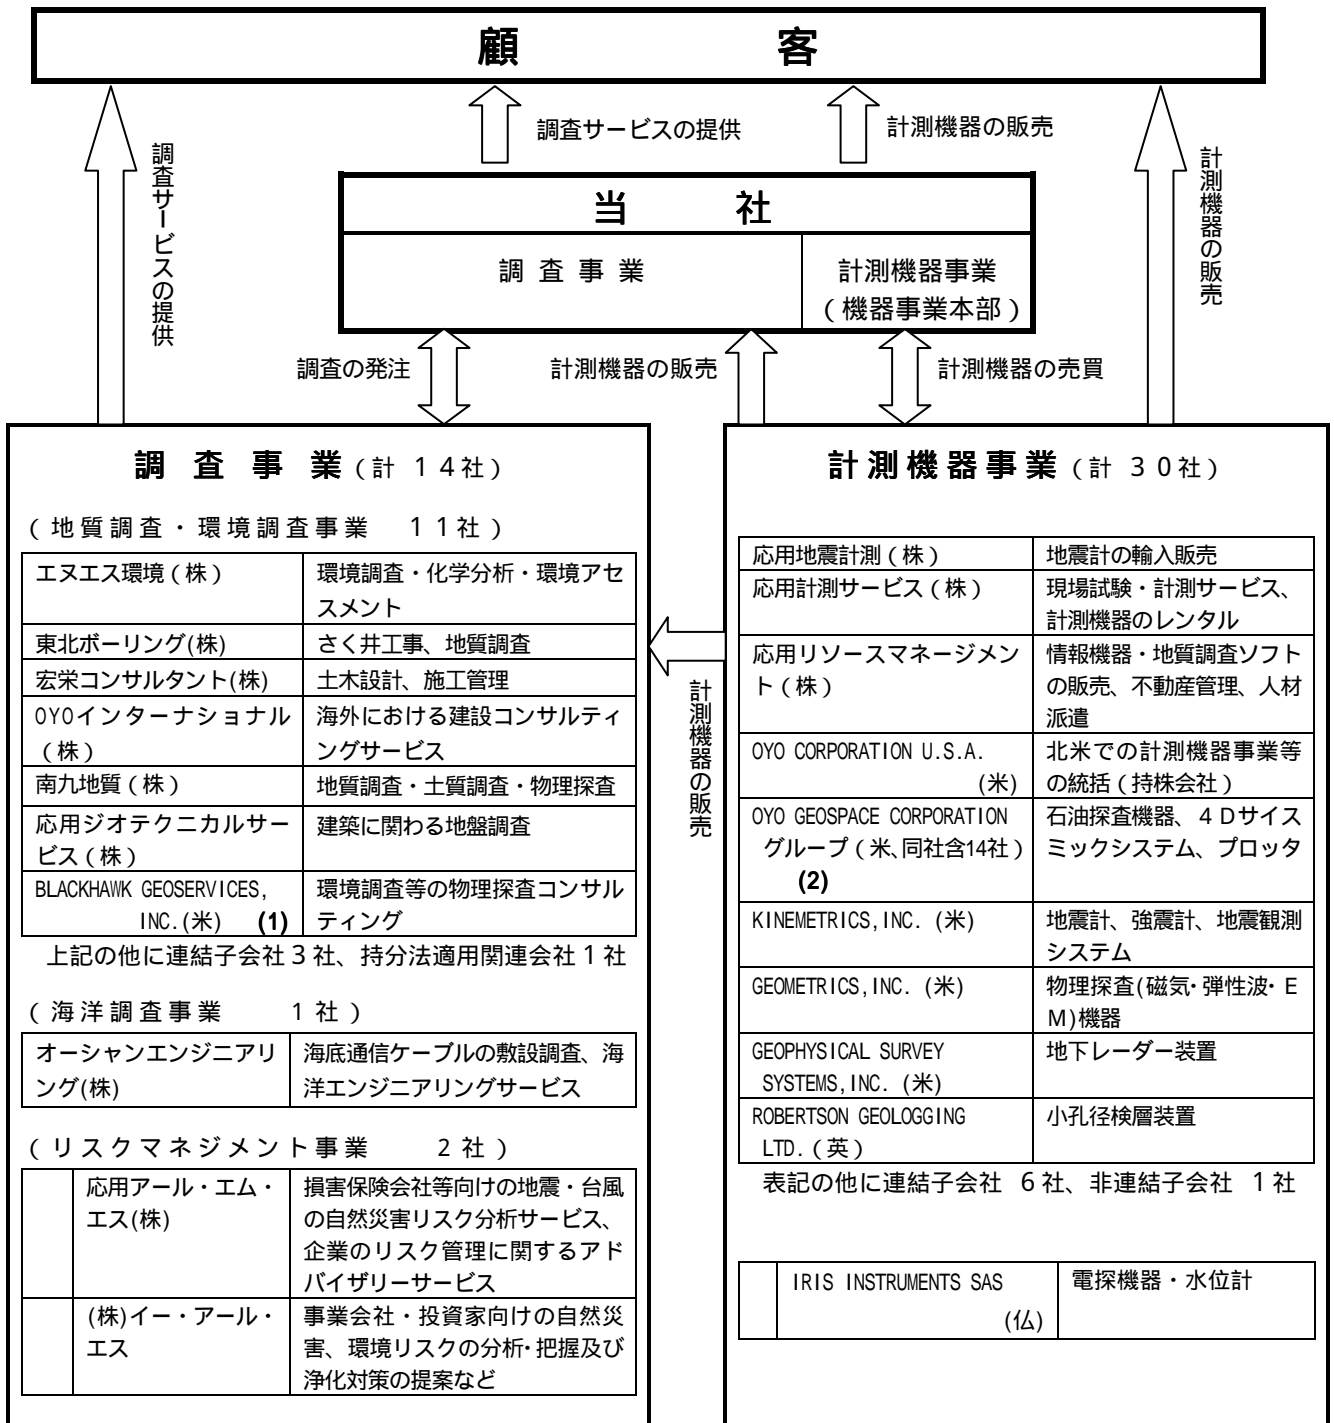 顧 客
調査サービスの提供
計測機器の販売
調査サービスの提供
計測機器の販売
当 社
調 査 事 業
計測機器事業
（機器事業本部）
調査の発注
計測機器の販売
計測機器の売買
調 査 事 業（計 １４社）
（地質調査・環境調査事業 １１社）
エヌエス環境（株） 環境調査・化学分析・環境アセ
スメント
東北ボーリング(株) さく井工事、地質調査
宏栄コンサルタント(株) 土木設計、施工管理
OYOインターナショナル 海外における建設コンサルティ
（株） ングサービス
南九地質（株） 地質調査・土質調査・物理探査
応用ジオテクニカルサー 建築に関わる地盤調査
ビス（株）
BLACKHAWK GEOSERVICES, 環境調査等の物理探査コンサル
INC.(米) (1) ティング
上記の他に連結子会社３社、持分法適用関連会社１社
（海洋調査事業 １社）
オーシャンエンジニアリ 海底通信ケーブルの敷設調査、海
ング(株) 洋エンジニアリングサービス
（リスクマネジメント事業 ２社）
応用アール・エム・ 損害保険会社等向けの地震・台風
エス(株) の自然災害リスク分析サービス、
企業のリスク管理に関するアド
バイザリーサービス
(株)イー・アール・ 事業会社・投資家向けの自然災
エス 害、環境リスクの分析・把握及び
浄化対策の提案など
計測機器の販売
計測機器事業（計 ３０社）
応用地震計測（株） 地震計の輸入販売
応用計測サービス（株） 現場試験・計測サービス、
計測機器のレンタル
応用リソースマネージメン 情報機器・地質調査ソフト
ト（株） の販売、不動産管理、人材
派遣
OYO CORPORATION U.S.A. 北米での計測機器事業等
(米) の統括（持株会社）
OYO GEOSPACE CORPORATION 石油探査機器、４Ｄサイス
グループ（米、同社含14社） ミックシステム、プロッタ
(2)
KINEMETRICS,INC. (米) 地震計、強震計、地震観測
システム
GEOMETRICS,INC. (米) 物理探査(磁気・弾性波・Ｅ
Ｍ)機器
GEOPHYSICAL SURVEY 地下レーダー装置
SYSTEMS,INC. (米)
ROBERTSON GEOLOGGING 小孔径検層装置
LTD.（英）
表記の他に連結子会社 ６社、非連結子会社 １社
IRIS INSTRUMENTS SAS 電探機器・水位計
(仏)